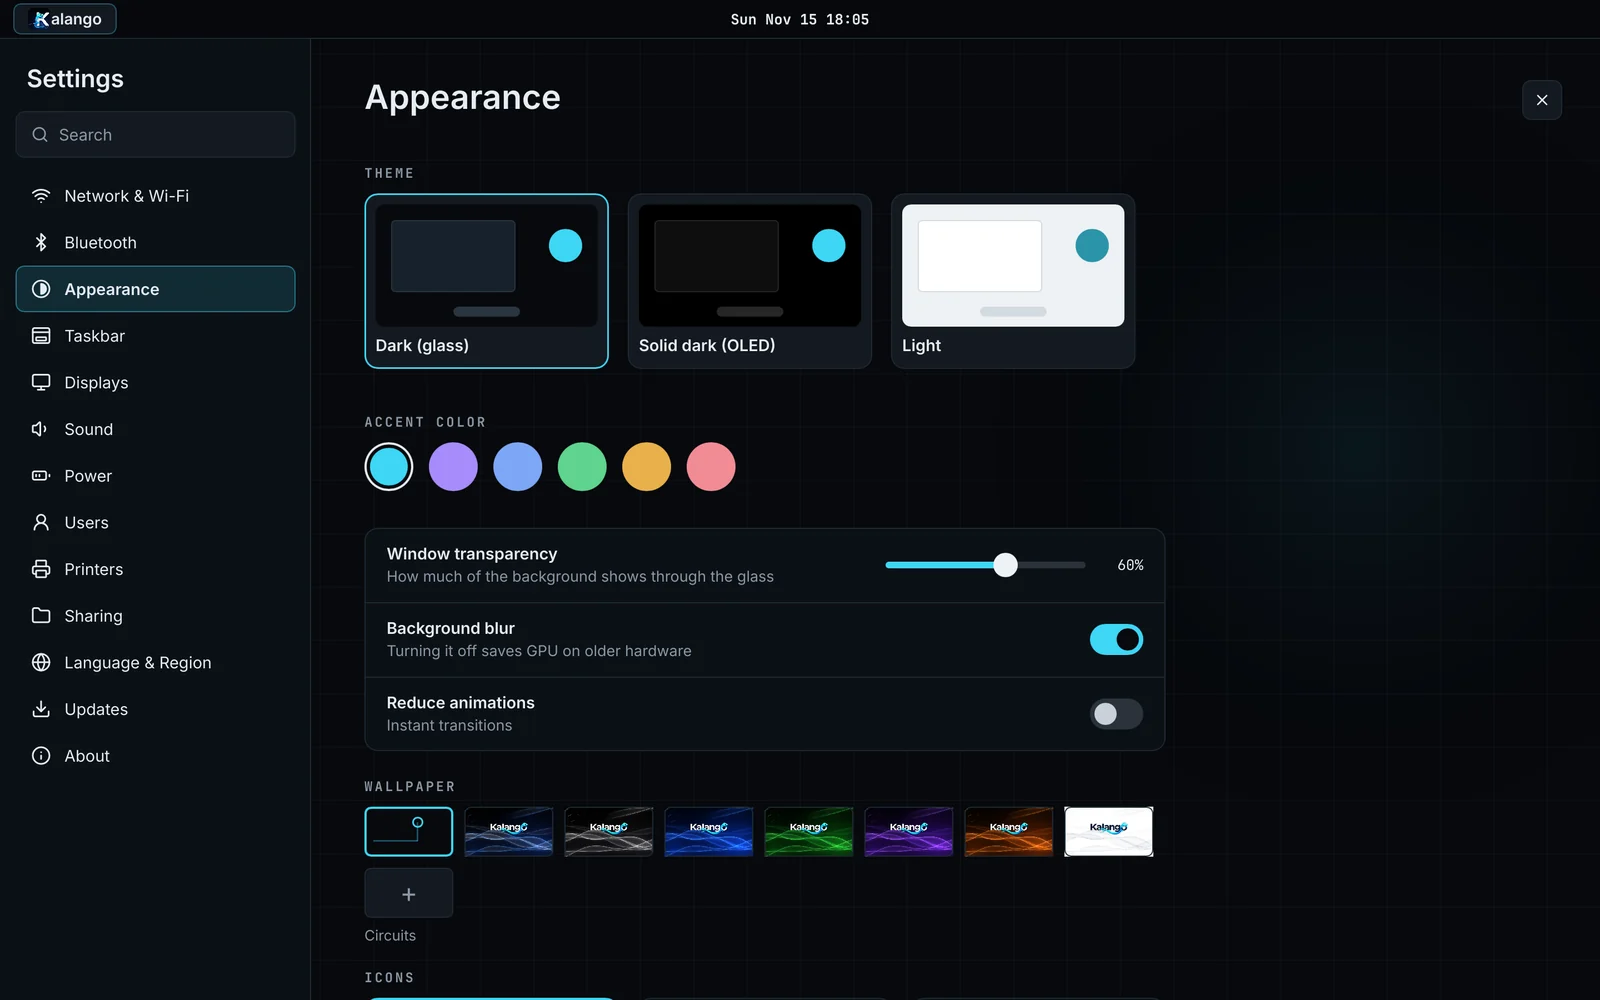 Kalango
Sun Nov 15 18:05
Settings
Search
Network & Wi-Fi
Bluetooth
Appearance
Taskbar
Displays
Sound
Power
Users
Printers
Sharing
Language & Region
Updates
About
Appearance
THEME
Dark (glass)
Solid dark (OLED)
Light
ACCENT COLOR
Window transparency
How much of the background shows through the glass
60%
Background blur
Turning it off saves GPU on older hardware
Reduce animations
Instant transitions
WALLPAPER
Kalango
Kalango
Kalango
Kalango
Kalango
Kalango
Kalango
+
Circuits
ICONS